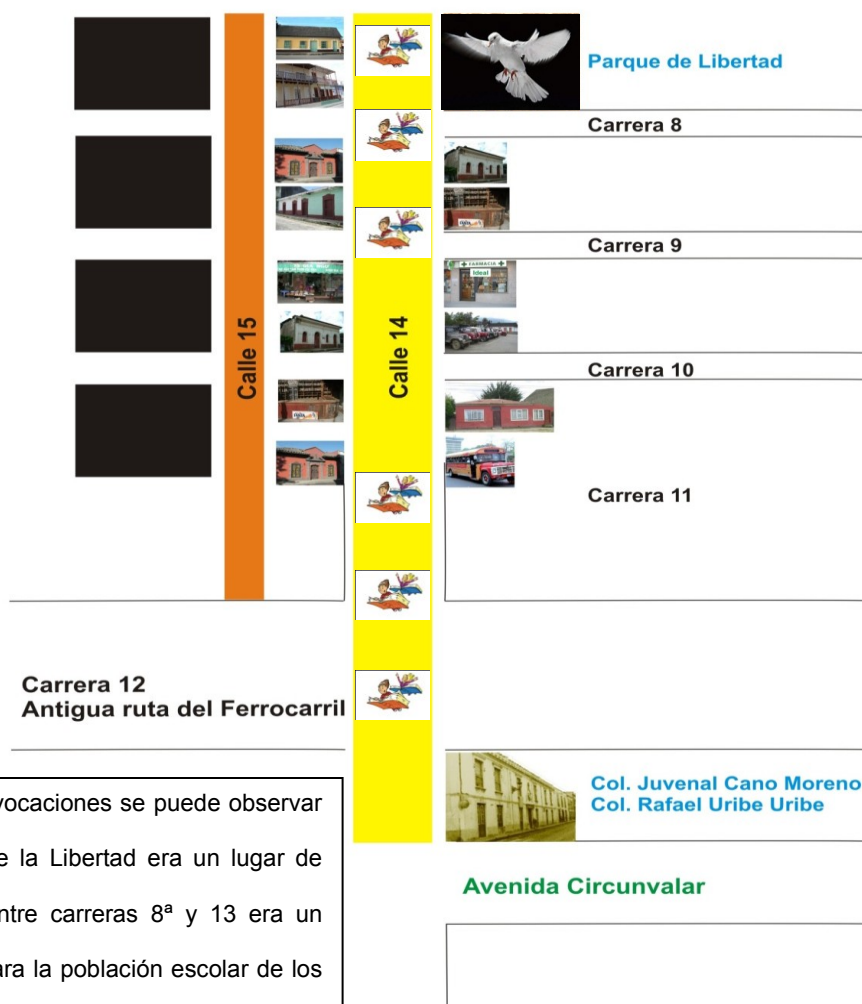 Parque de Libertad
Carrera 8
Carrera 9
FARMACIA
Ideal
Calle 15
Calle 14
Carrera 10
Carrera 11
Carrera 12
Antigua ruta del Ferrocarril
Col. Juvenal Cano Moreno
Col. Rafael Uribe Uribe
vocaciones se puede observar
e la Libertad era un lugar de
ntre carreras 8ª y 13 era un
ara la población escolar de los
Avenida Circunvalar